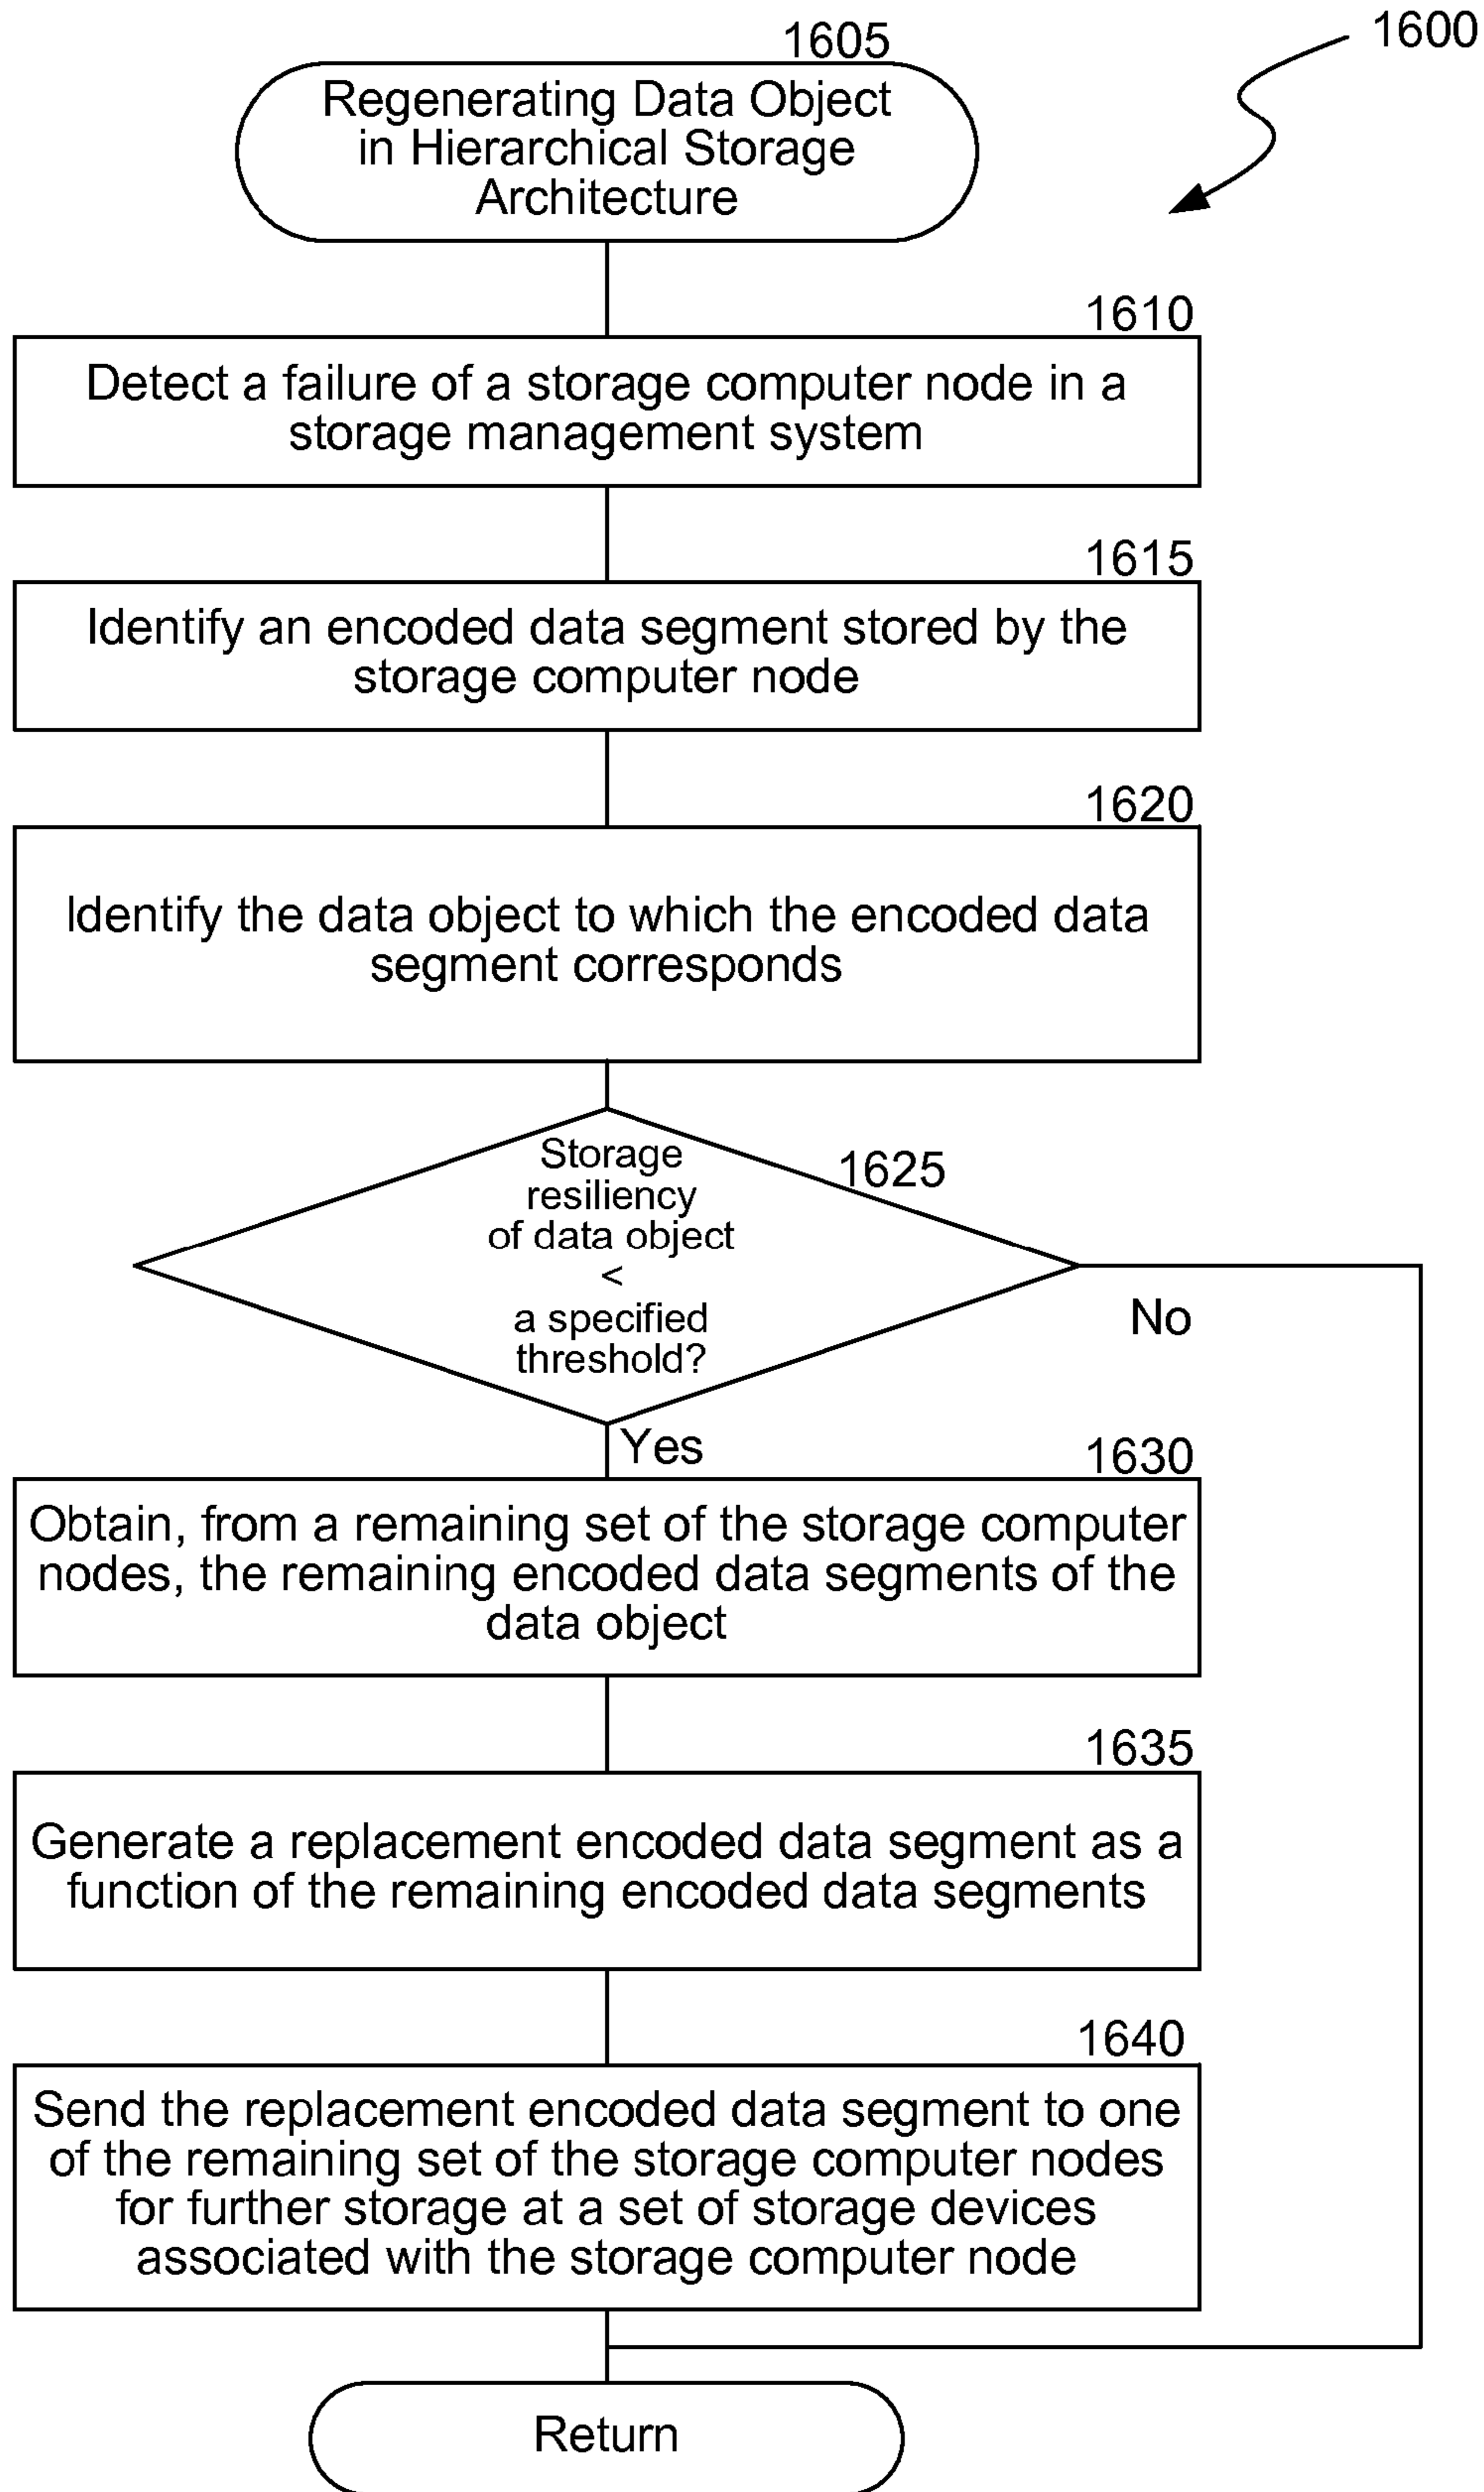 1600
1605
Regenerating Data Object
in Hierarchical Storage
Architecture
1610
Detect a failure of a storage computer node in a
storage management system
1615
Identify an encoded data segment stored by the
storage computer node
1620
Identify the data object to which the encoded data
segment corresponds
1625
Storage
resiliency
of data object
<
a specified
threshold?
No
Yes
1630
Obtain, from a remaining set of the storage computer
nodes, the remaining encoded data segments of the
data object
1635
Generate a replacement encoded data segment as a
function of the remaining encoded data segments
1640
Send the replacement encoded data segment to one
of the remaining set of the storage computer nodes
for further storage at a set of storage devices
associated with the storage computer node
Return